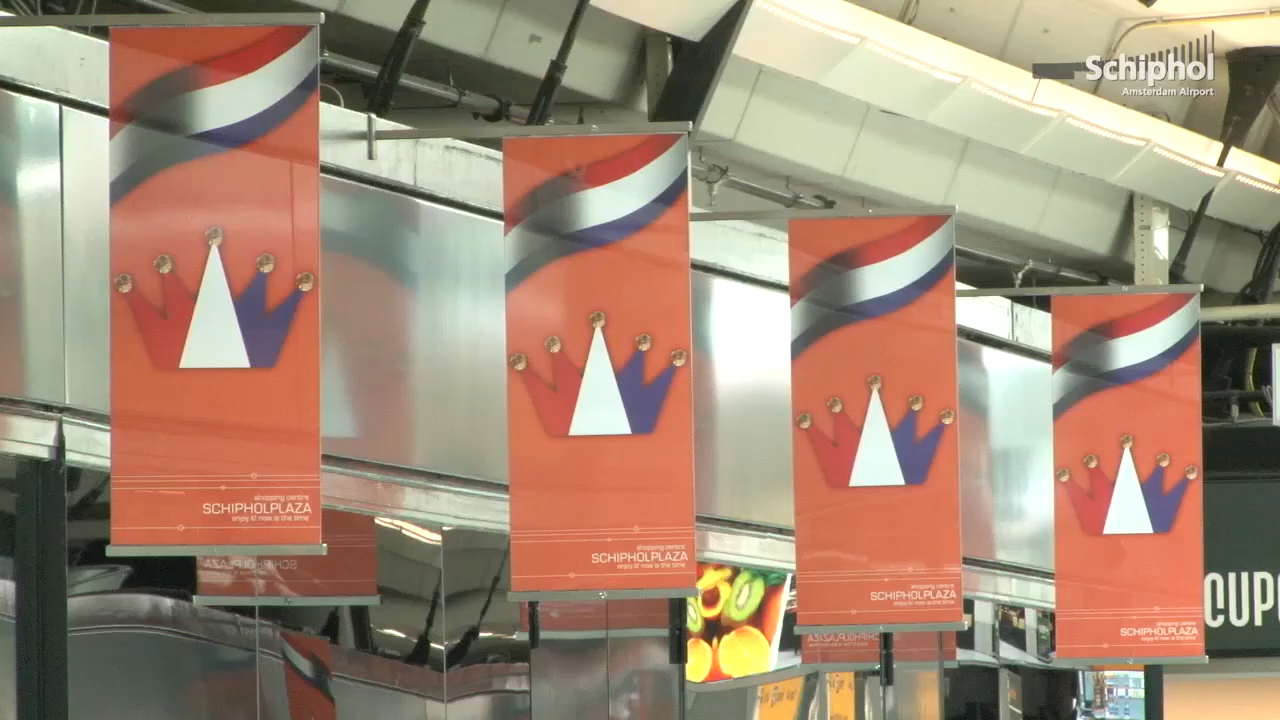 Schiphol
Amsterdam Airport
shopping centre
SCHIPHOLPLAZA
enjoy it! now is the time
shopping centre
SCHIPHOLPLAZA
enjoy it! now is the time
shopping centre
SCHIPHOLPLAZA
enjoy it! now is the time
shopping centre
SCHIPHOLPLAZA
enjoy it! now is the time
COUP